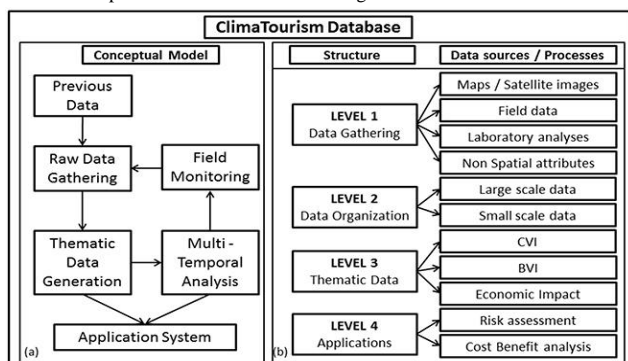 ClimaTourism Database
Conceptual Model
Previous
Data
Raw Data
Gathering
Field
Monitoring
Thematic
Data
Generation
Multi -
Temporal
Analysis
Application System
(a)
Structure
Data sources / Processes
LEVEL 1
Data Gathering
Maps / Satellite images
Field data
Laboratory analyses
Non Spatial attributes
LEVEL 2
Data Organization
Large scale data
Small scale data
LEVEL 3
Thematic Data
CVI
BVI
Economic Impact
LEVEL 4
Applications
Risk assessment
Cost Benefit analysis
(b)